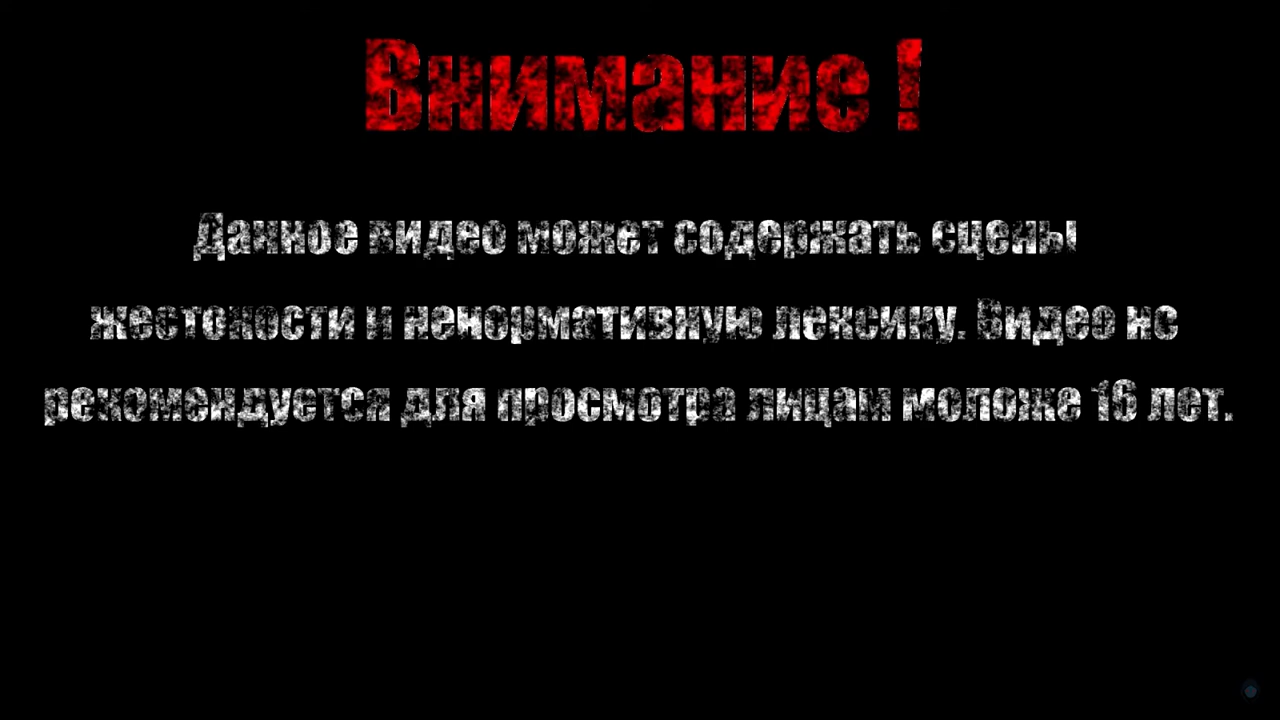 Внимание !
Данное видео может содержать сцены
жестокости и ненормативную лексику. Видео не
рекомендуется для просмотра лицам моложе 16 лет.